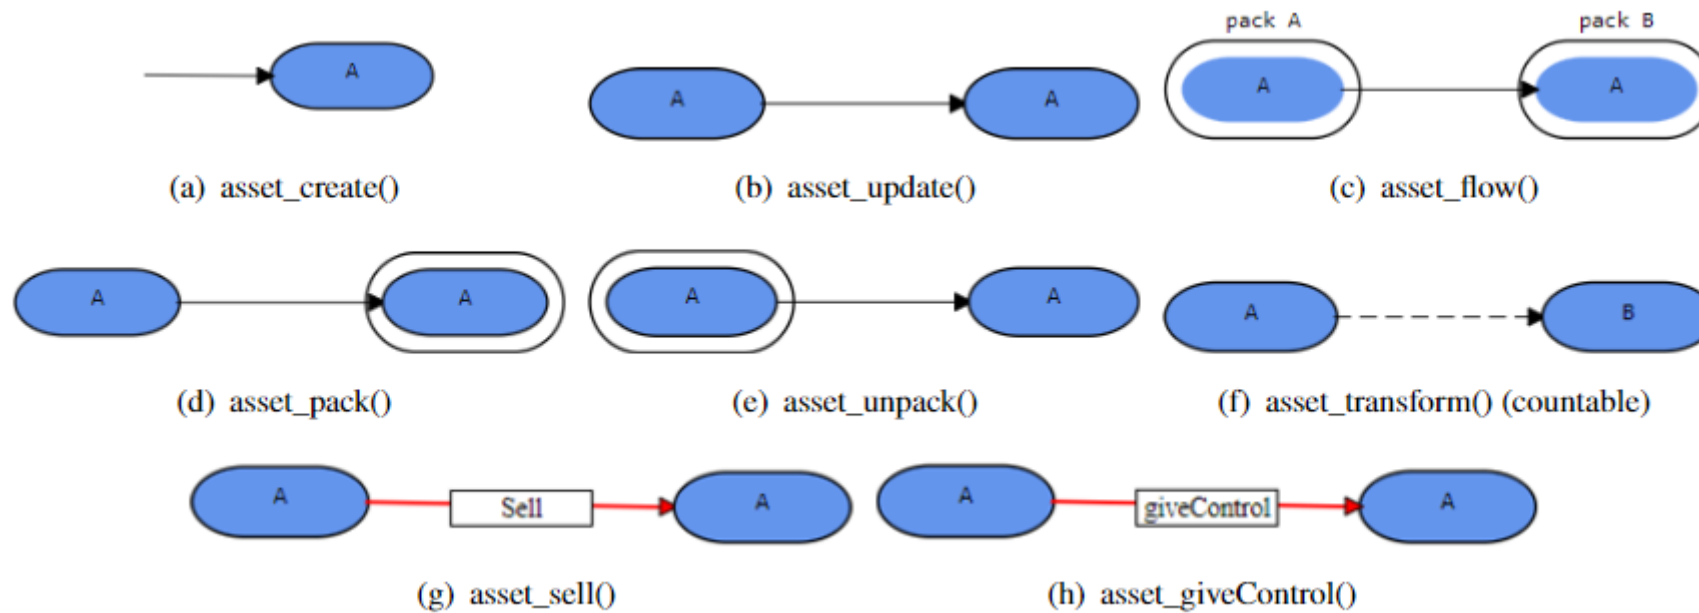 pack A pack B
A A A A A
(a) asset_create() (b) asset_update() (c) asset_flow()
A A A A A B
(d) asset_pack() (e) asset_unpack() (f) asset_transform() (countable)
A Sell A A giveControl A
(g) asset_sell() (h) asset_giveControl()